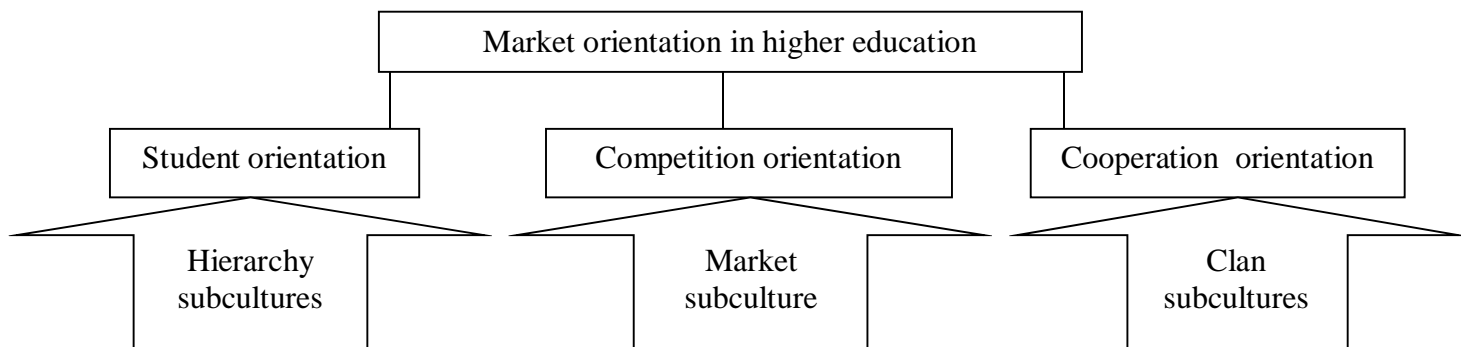 Market orientation in higher education
Student orientation
Competition orientation
Cooperation orientation
Hierarchy
subcultures
Market
subculture
Clan
subcultures